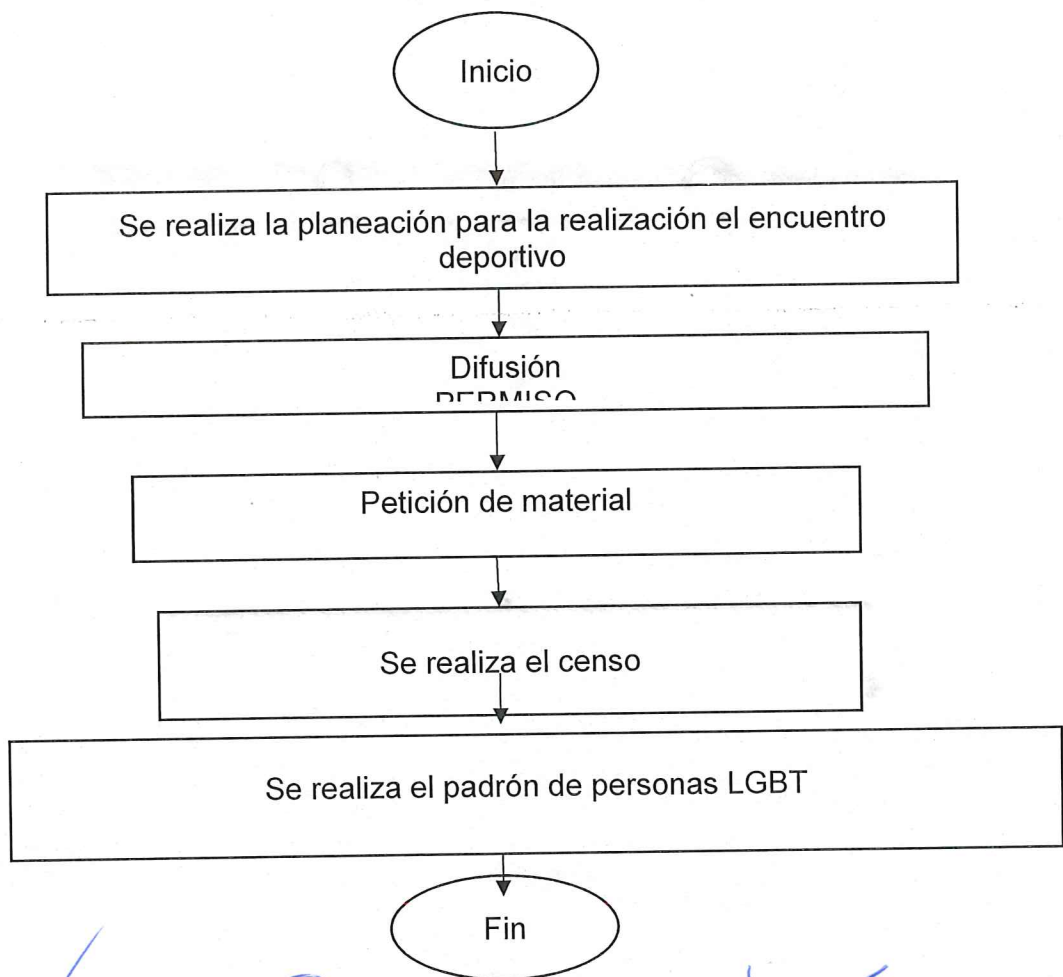 Inicio
Se realiza la planeación para la realización el encuentro
deportivo
Difusión
PERMISO
Petición de material
Se realiza el censo
Se realiza el padrón de personas LGBT
Fin